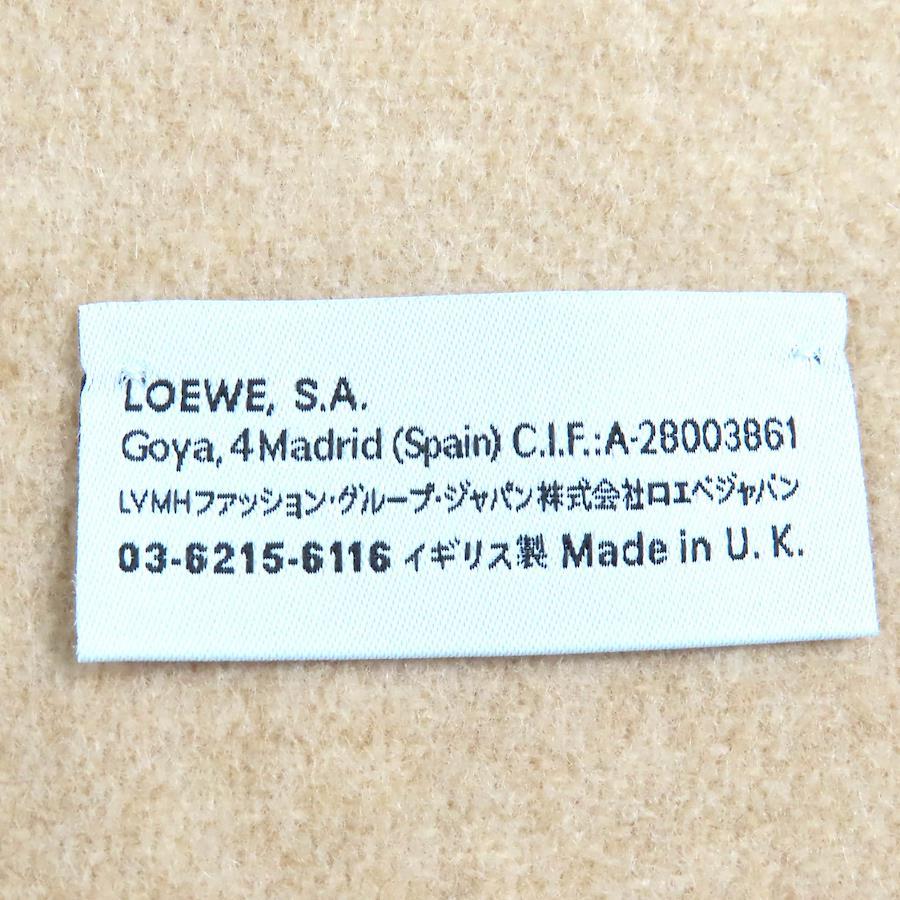 LOEWE, S.A.
Goya, 4 Madrid (Spain) C.I.F.:A-28003861
LVMHファッション・グループ・ジャパン株式会社ロエベジャパン
03-6215-6116 イギリス製 Made in U. K.